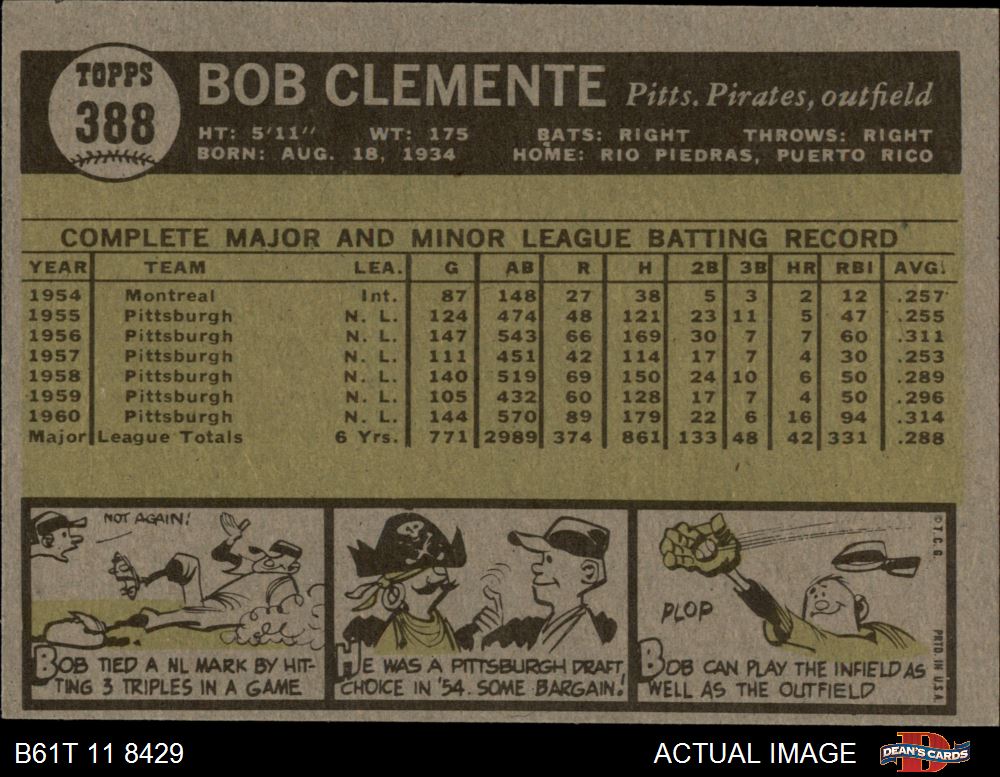 TOPPS
388
BOB CLEMENTE Pitts. Pirates, outfield
HT: 5'11" WT: 175 BATS: RIGHT THROWS: RIGHT
BORN: AUG. 18, 1934 HOME: RIO PIEDRAS, PUERTO RICO
COMPLETE MAJOR AND MINOR LEAGUE BATTING RECORD
YEAR TEAM LEA. G AB R H 2B 3B HR RBI AVG.
1954 Montreal Int. 87 148 27 38 5 3 2 12 .257
1955 Pittsburgh N. L. 124 474 48 121 23 11 5 47 .255
1956 Pittsburgh N. L. 147 543 66 169 30 7 7 60 .311
1957 Pittsburgh N. L. 111 451 42 114 17 7 4 30 .253
1958 Pittsburgh N. L. 140 519 69 150 24 10 6 50 .289
1959 Pittsburgh N. L. 105 432 60 128 17 7 4 50 .296
1960 Pittsburgh N. L. 144 570 89 179 22 6 16 94 .314
Major League Totals 6 Yrs. 771 2989 374 861 133 48 42 331 .288
NOT AGAIN!
BOB TIED A NL MARK BY HIT-
TING 3 TRIPLES IN A GAME
HE WAS A PITTSBURGH DRAFT
CHOICE IN '54. SOME BARGAIN!
PLOP
BOB CAN PLAY THE INFIELD AS
WELL AS THE OUTFIELD
© T. C. G.
PRTD. IN U.S.A.
B61T 11 8429
ACTUAL IMAGE
DEAN'S CARDS